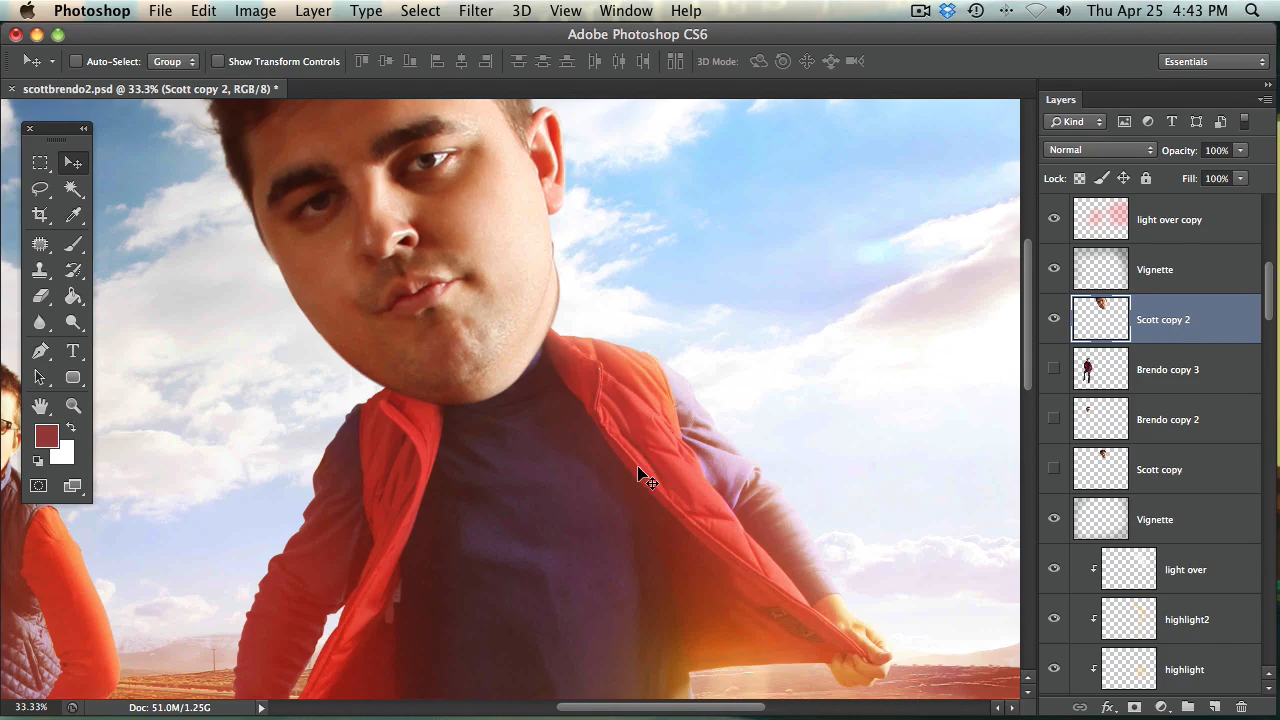 Photoshop File Edit Image Layer Type Select Filter 3D View Window Help Thu Apr 25 4:43 PM
Adobe Photoshop CS6
Auto-Select: Group Show Transform Controls 3D Mode: Essentials
× scottbrendo2.psd @ 33.3% (Scott copy 2, RGB/8) *
Layers
Kind
Normal Opacity: 100%
Lock: Fill: 100%
light over copy
Vignette
Scott copy 2
Brendo copy 3
Brendo copy 2
Scott copy
Vignette
light over
highlight2
highlight
33.33% Doc: 51.0M/1.25G